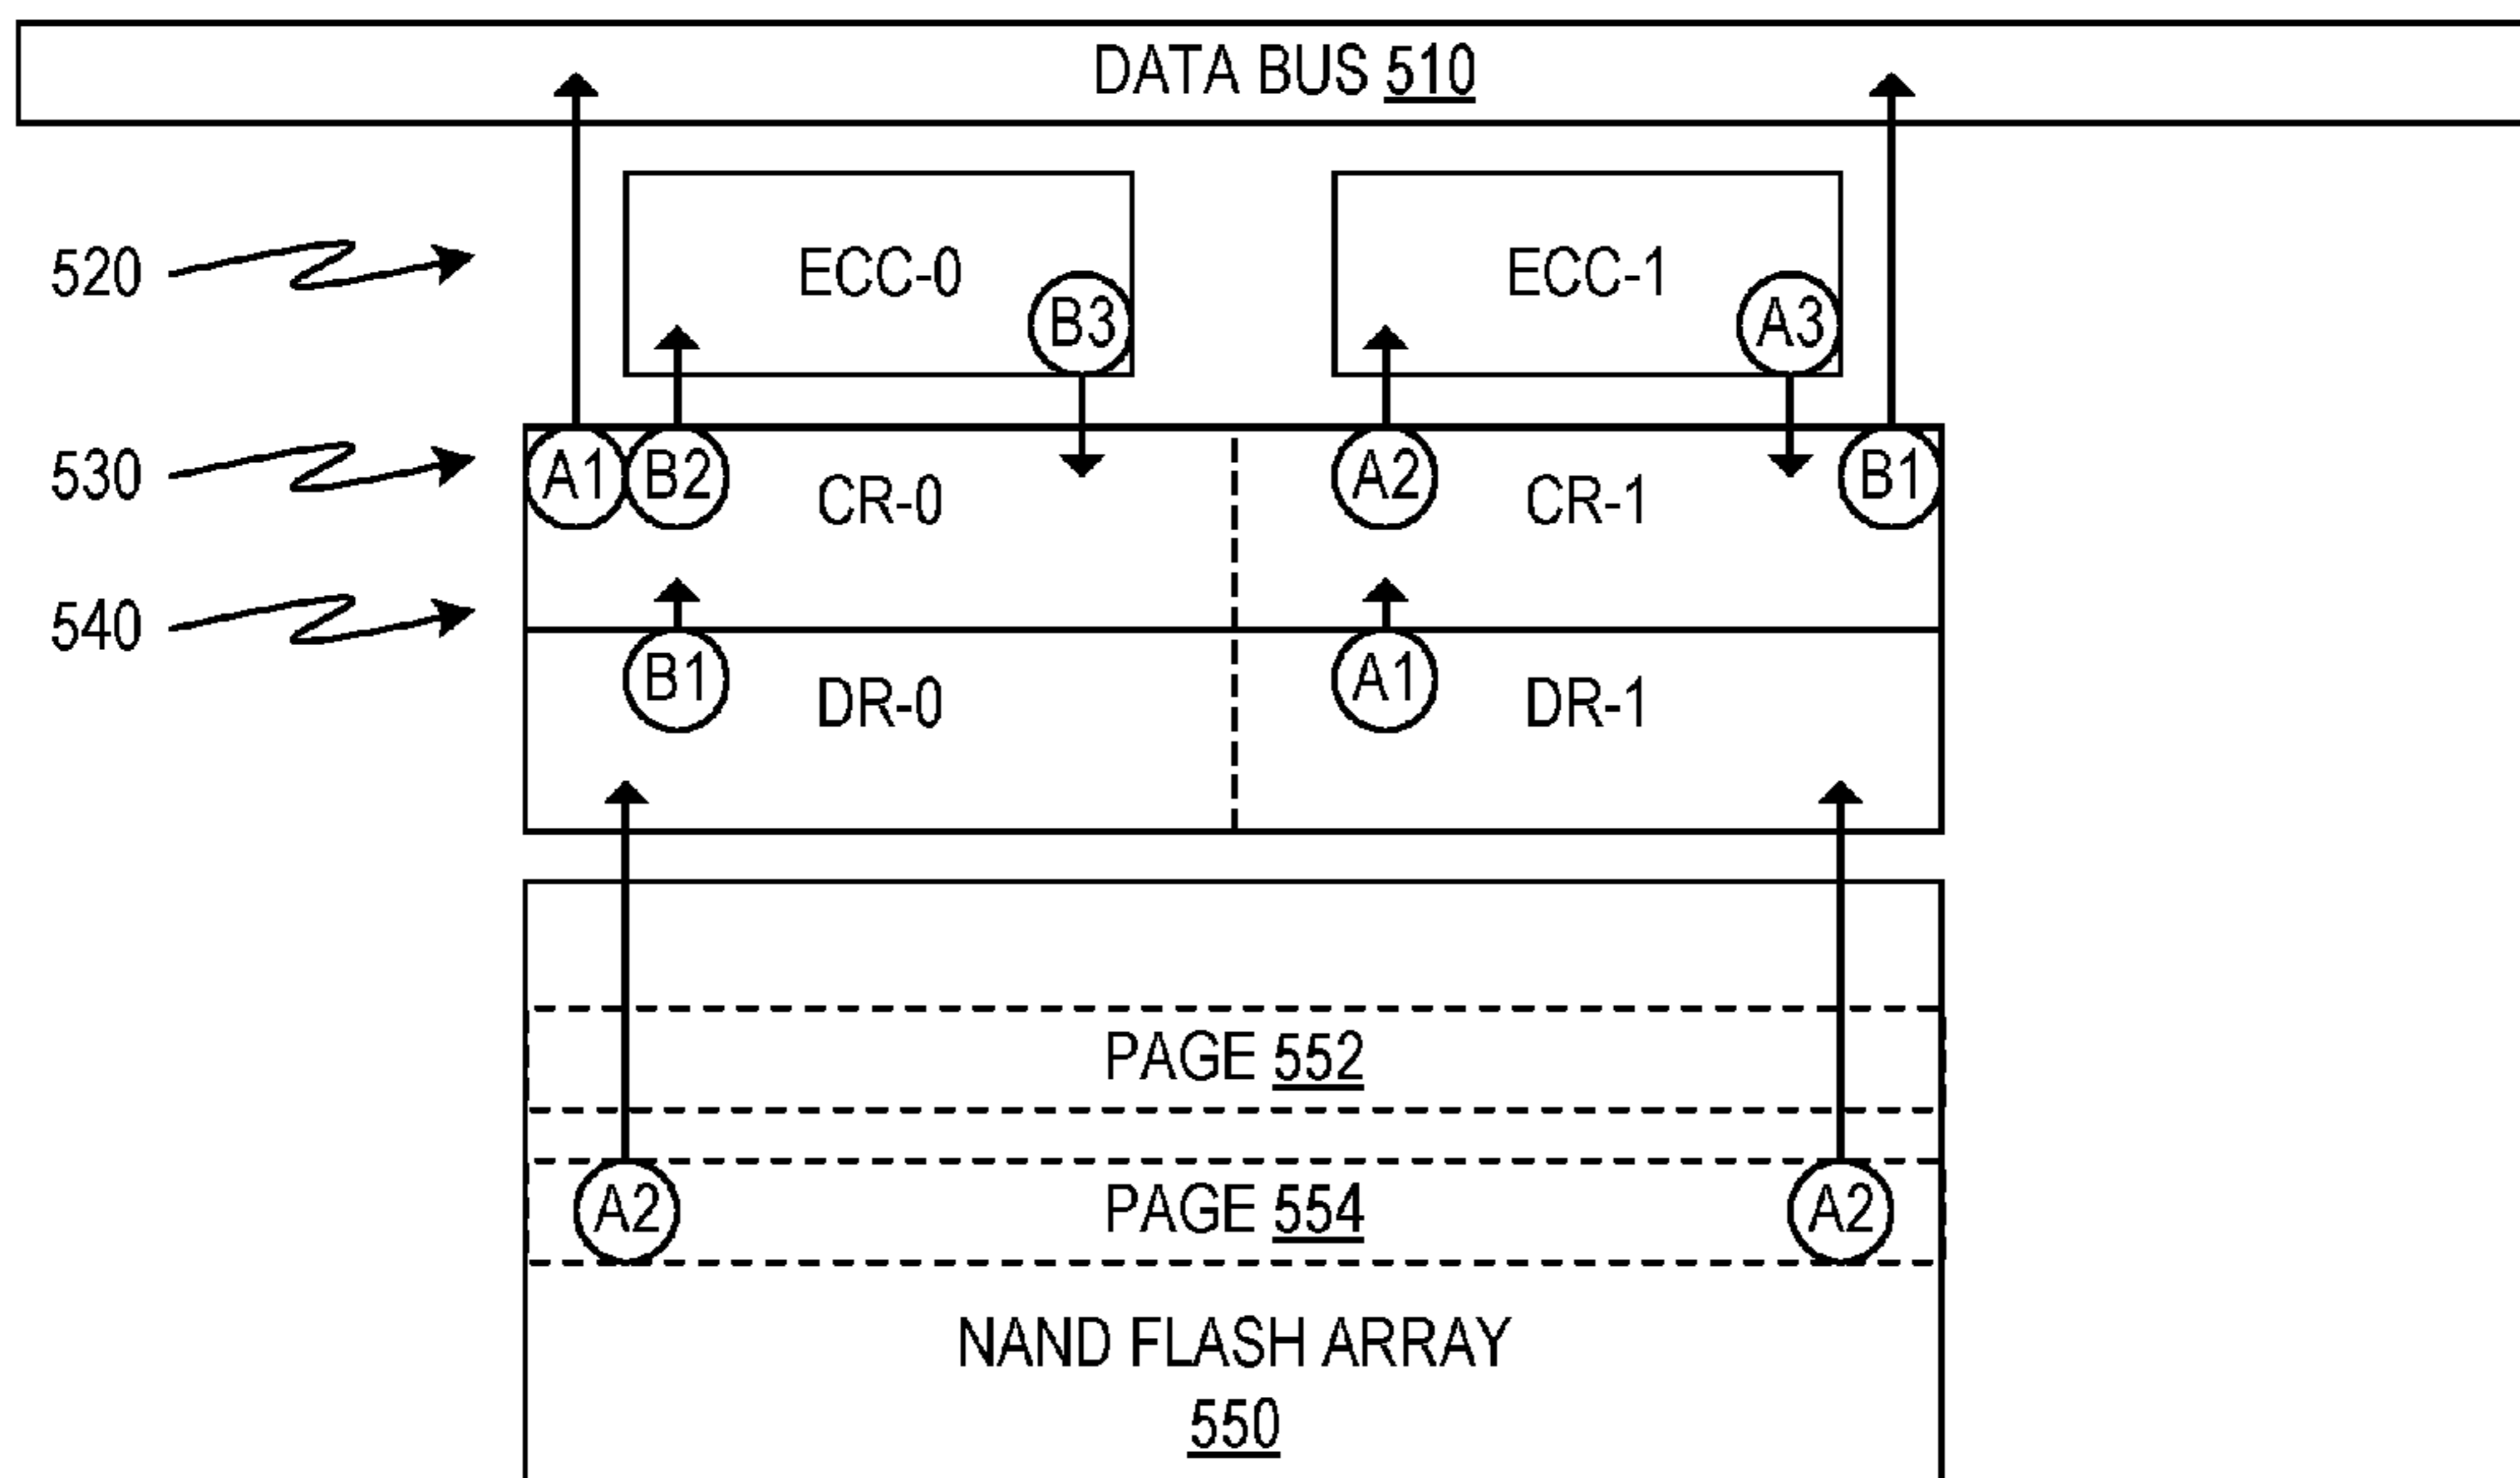 DATA BUS 510
520
ECC-0
B3
ECC-1
A3
530
A1
B2
CR-0
A2
CR-1
B1
540
B1
DR-0
A1
DR-1
PAGE 552
A2
PAGE 554
A2
NAND FLASH ARRAY
550